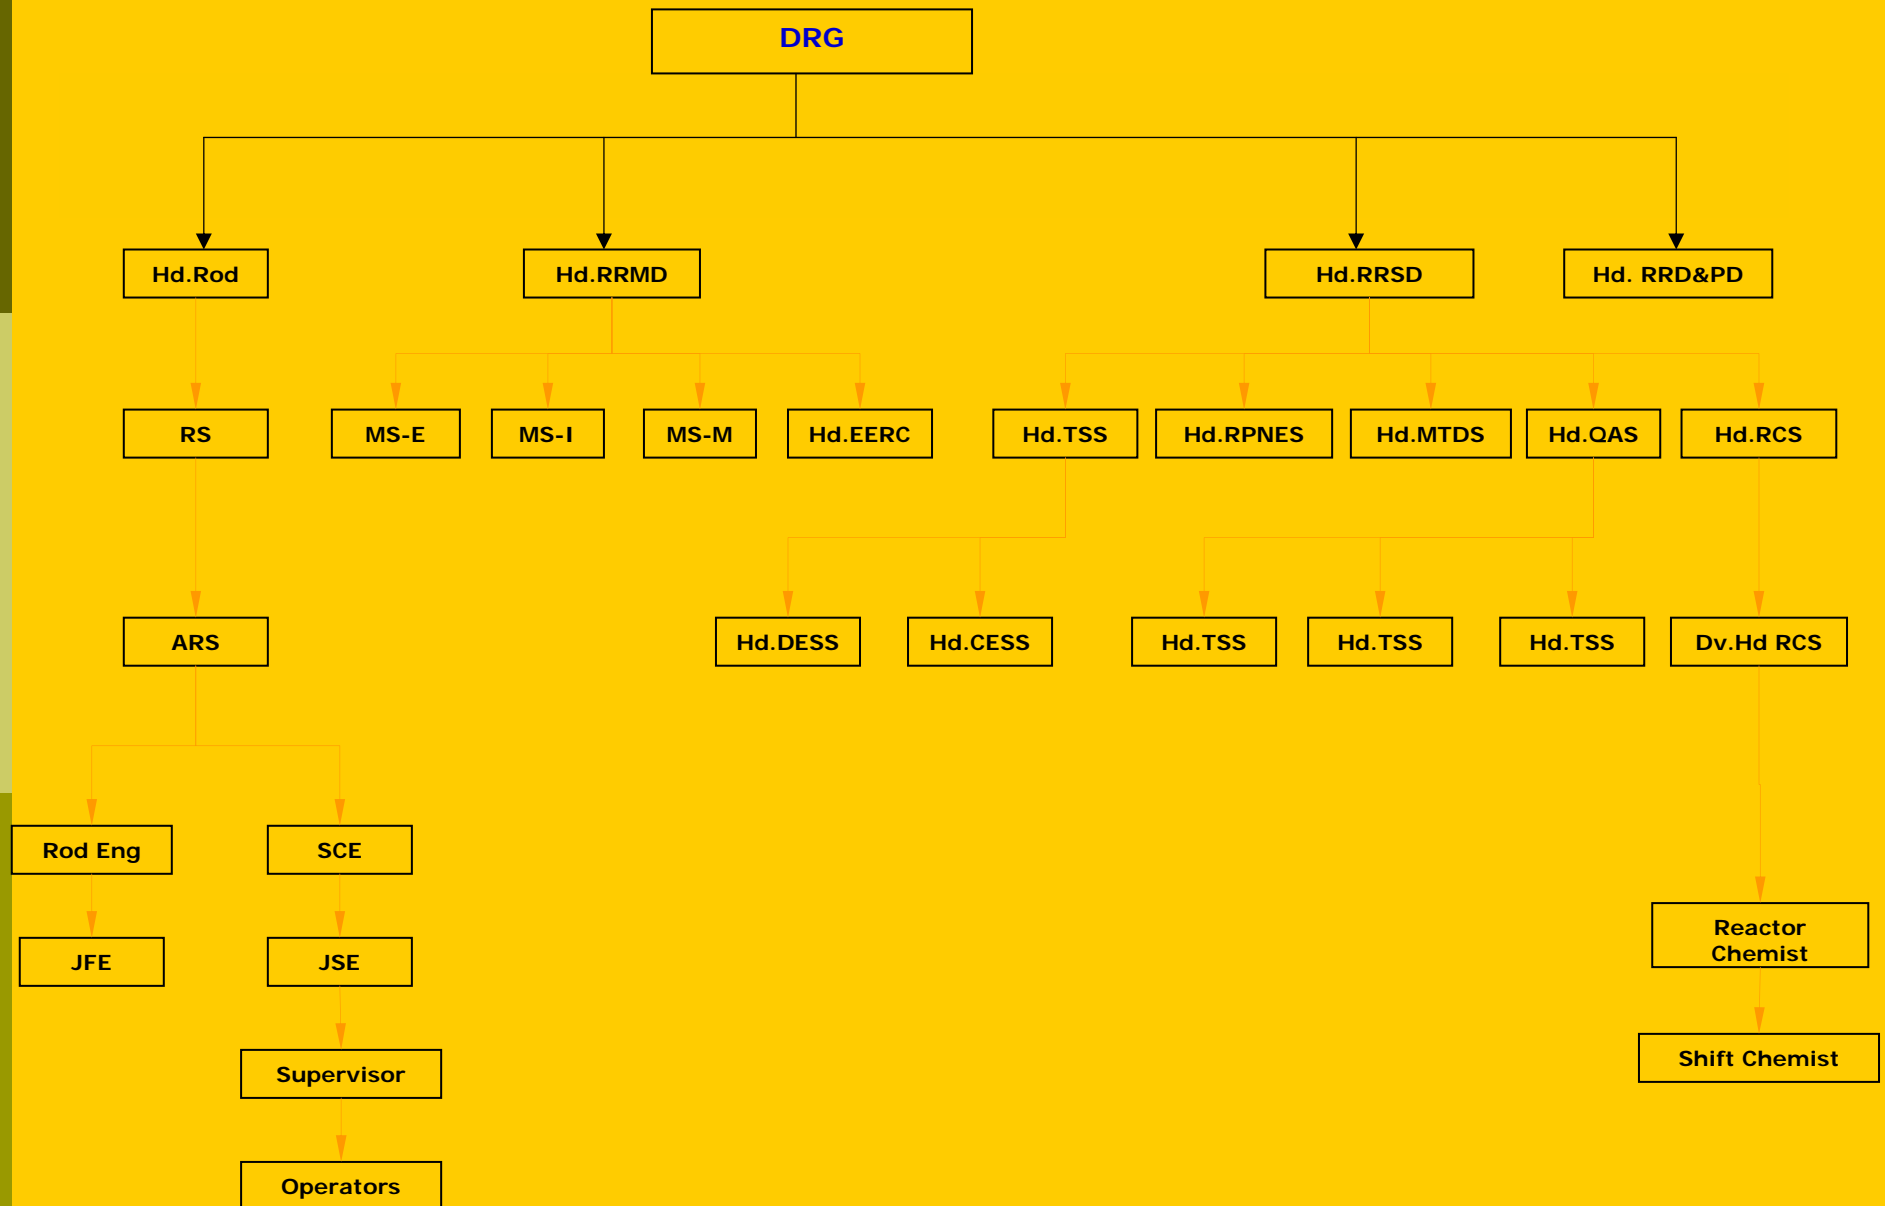 DRG
Hd.Rod
Hd.RRMD
Hd.RRSD
Hd. RRD&PD
RS
MS-E
MS-I
MS-M
Hd.EERC
Hd.TSS
Hd.RPNES
Hd.MTDS
Hd.QAS
Hd.RCS
ARS
Hd.DESS
Hd.CESS
Hd.TSS
Hd.TSS
Hd.TSS
Dv.Hd RCS
Rod Eng
SCE
Reactor
Chemist
JFE
JSE
Shift Chemist
Supervisor
Operators